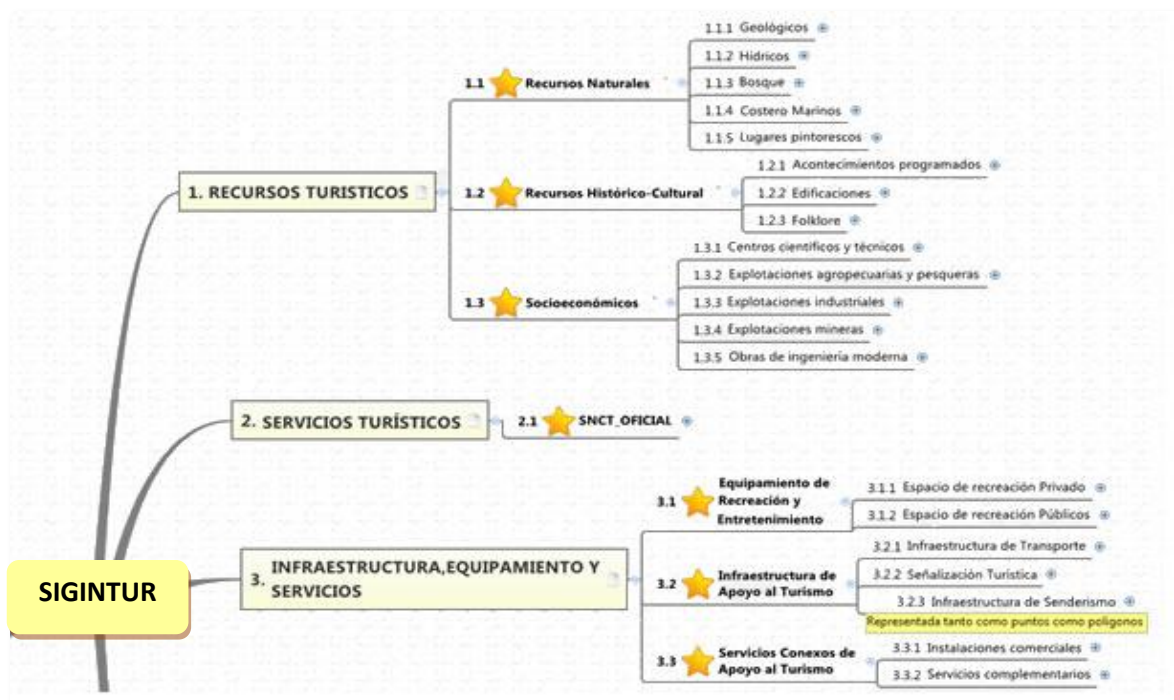 SIGINTUR
1. RECURSOS TURISTICOS
1.1 Recursos Naturales
1.1.1 Geológicos
1.1.2 Hídricos
1.1.3 Bosque
1.1.4 Costero Marinos
1.1.5 Lugares pintorescos
1.2 Recursos Histórico-Cultural
1.2.1 Acontecimientos programados
1.2.2 Edificaciones
1.2.3 Folklore
1.3 Socioeconómicos
1.3.1 Centros científicos y técnicos
1.3.2 Explotaciones agropecuarias y pesqueras
1.3.3 Explotaciones industriales
1.3.4 Explotaciones mineras
1.3.5 Obras de ingeniería moderna
2. SERVICIOS TURÍSTICOS
2.1 SNCT_OFICIAL
3. INFRAESTRUCTURA,EQUIPAMIENTO Y
SERVICIOS
3.1 Equipamiento de
Recreación y
Entretenimiento
3.1.1 Espacio de recreación Privado
3.1.2 Espacio de recreación Públicos
3.2 Infraestructura de
Apoyo al Turismo
3.2.1 Infraestructura de Transporte
3.2.2 Señalización Turística
3.2.3 Infraestructura de Senderismo
Representada tanto como puntos como poligonos
3.3 Servicios Conexos de
Apoyo al Turismo
3.3.1 Instalaciones comerciales
3.3.2 Servicios complementarios